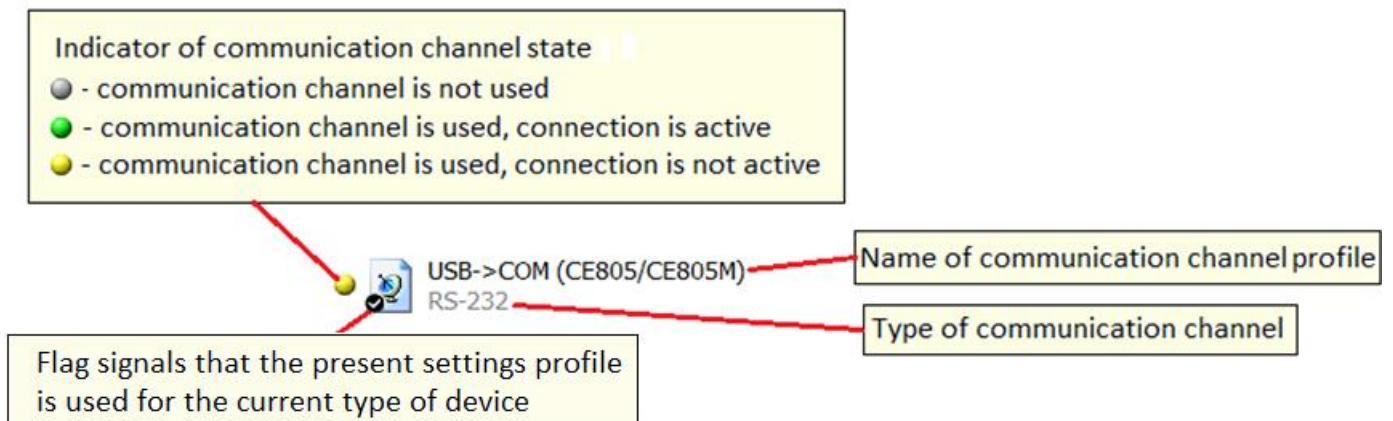 Indicator of communication channel state
- communication channel is not used
- communication channel is used, connection is active
- communication channel is used, connection is not active
USB->COM (CE805/CE805M)
RS-232
Name of communication channel profile
Type of communication channel
Flag signals that the present settings profile
is used for the current type of device